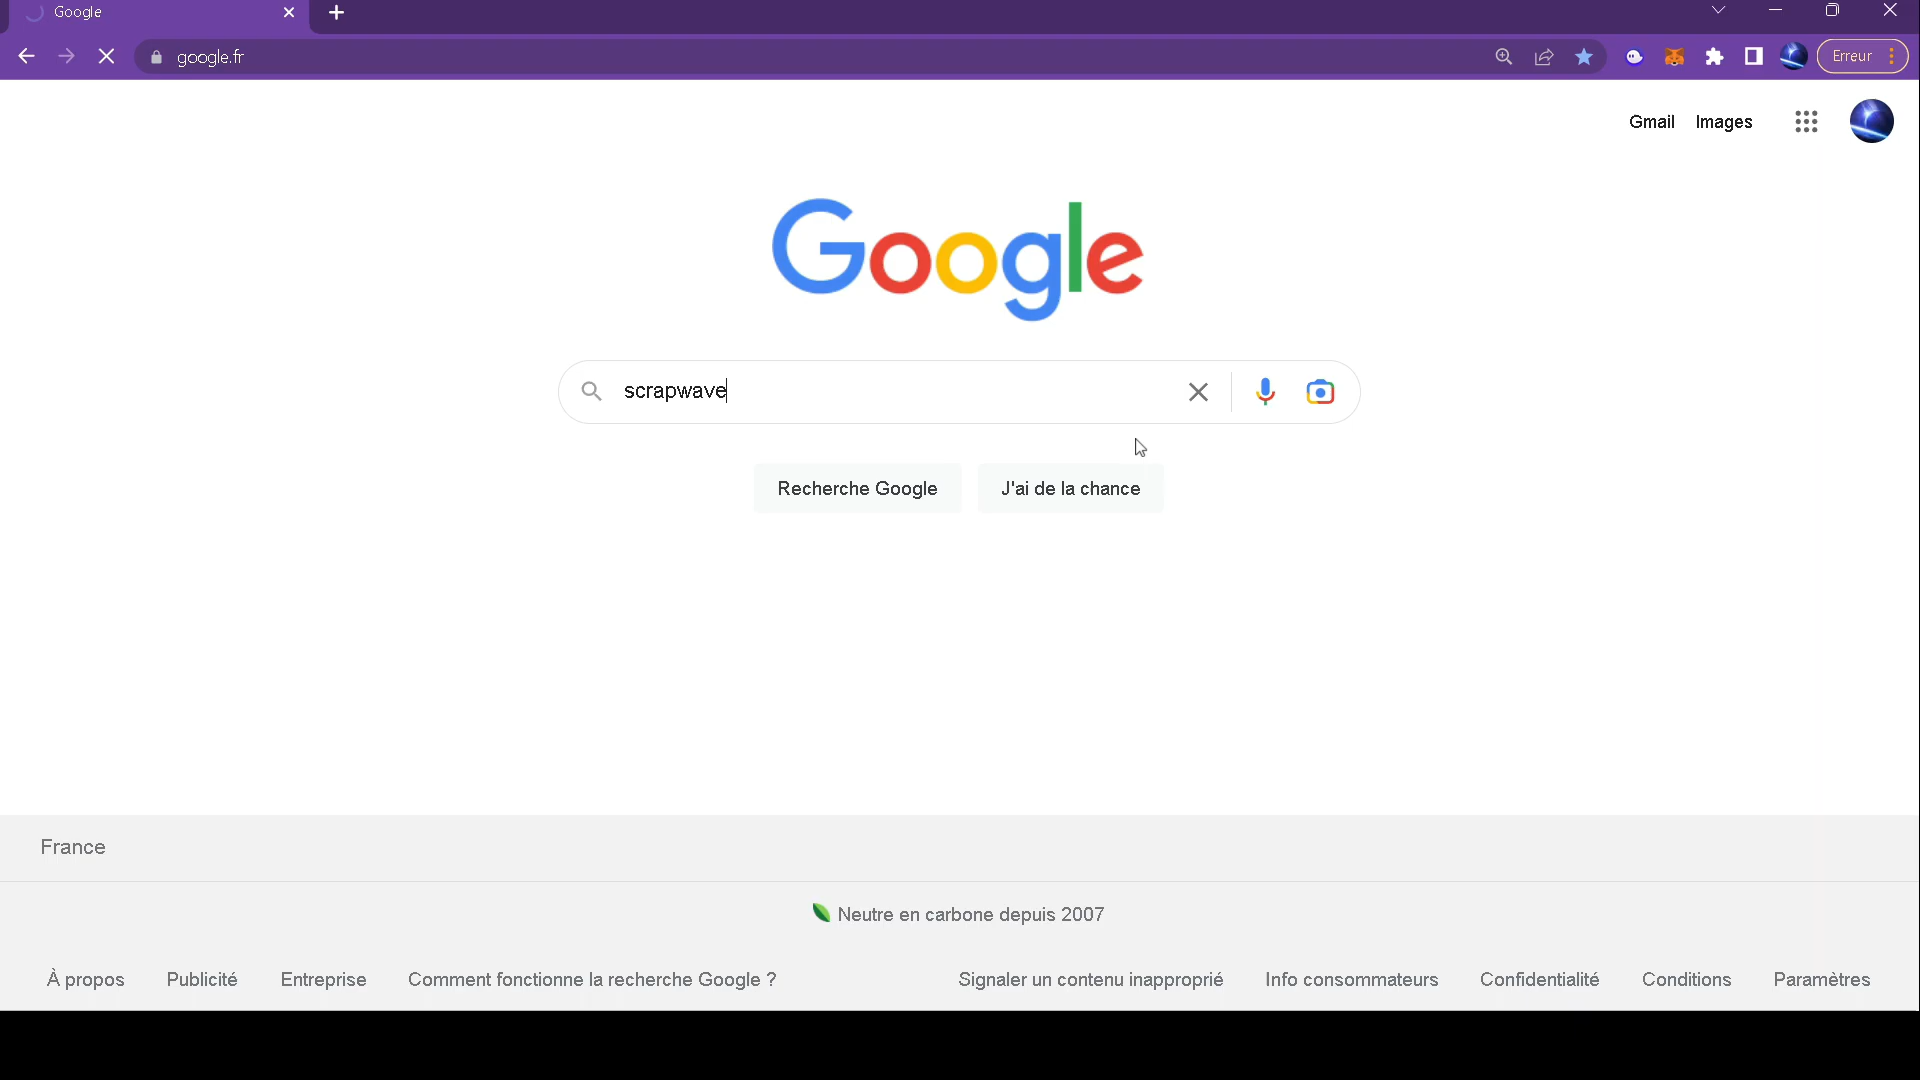 Google
google.fr
Erreur
Gmail Images
Google
scrapwave
Recherche Google J'ai de la chance
France
Neutre en carbone depuis 2007
À propos Publicité Entreprise Comment fonctionne la recherche Google ? Signaler un contenu inapproprié Info consommateurs Confidentialité Conditions Paramètres